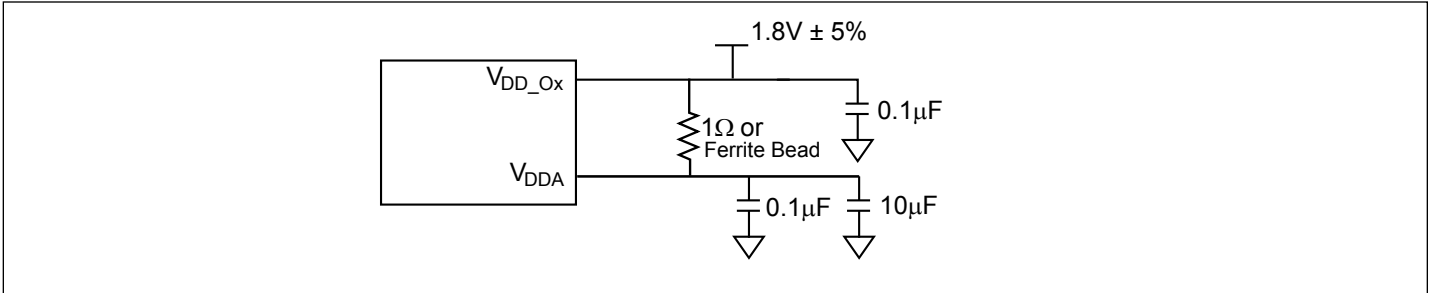 1.8V ± 5%
V_DD_Ox
0.1μF
1Ω or
Ferrite Bead
V_DDA
0.1μF
10μF